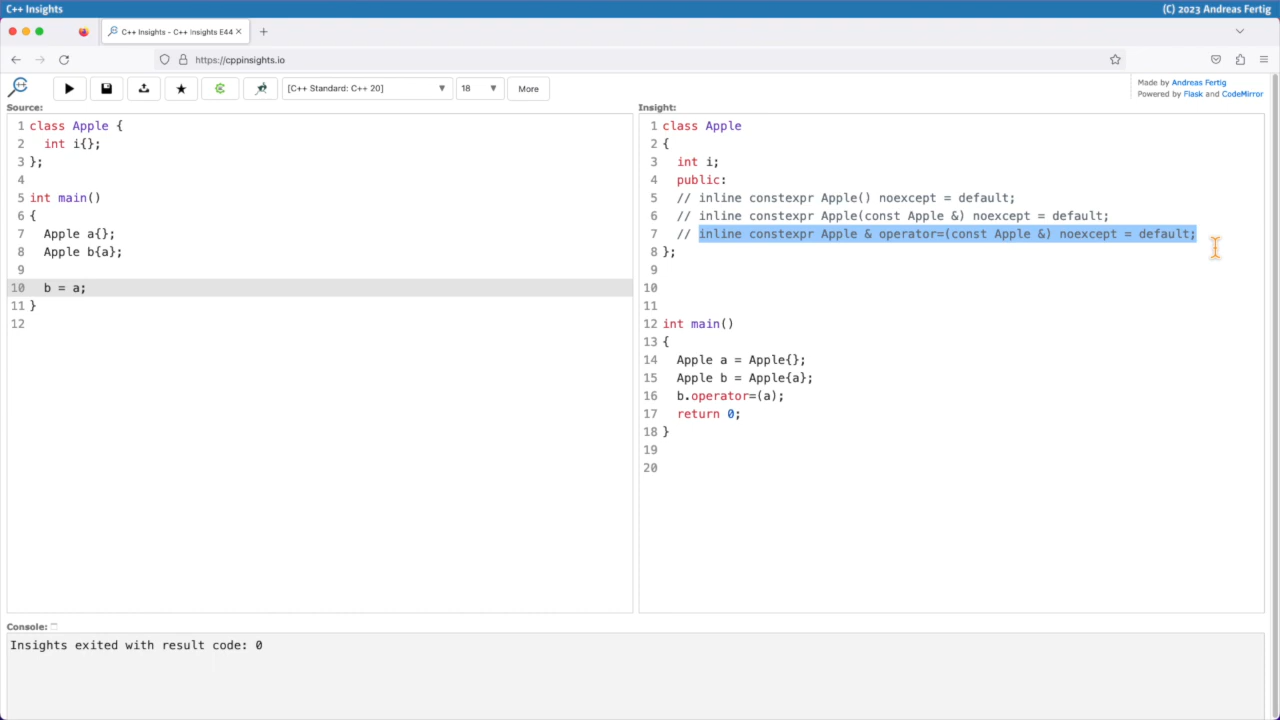 C++ Insights (C) 2023 Andreas Fertig
C++ Insights - C++ Insights E44
https://cppinsights.io
[C++ Standard: C++ 20] 18 More
Made by Andreas Fertig
Powered by Flask and CodeMirror
Source:
1 class Apple {
2 int i{};
3 };
4
5 int main()
6 {
7 Apple a{};
8 Apple b{a};
9
10 b = a;
11 }
12
Insight:
1 class Apple
2 {
3 int i;
4 public:
5 // inline constexpr Apple() noexcept = default;
6 // inline constexpr Apple(const Apple &) noexcept = default;
7 // inline constexpr Apple & operator=(const Apple &) noexcept = default;
8 };
9
10
11
12 int main()
13 {
14 Apple a = Apple{};
15 Apple b = Apple{a};
16 b.operator=(a);
17 return 0;
18 }
19
20
Console:
Insights exited with result code: 0